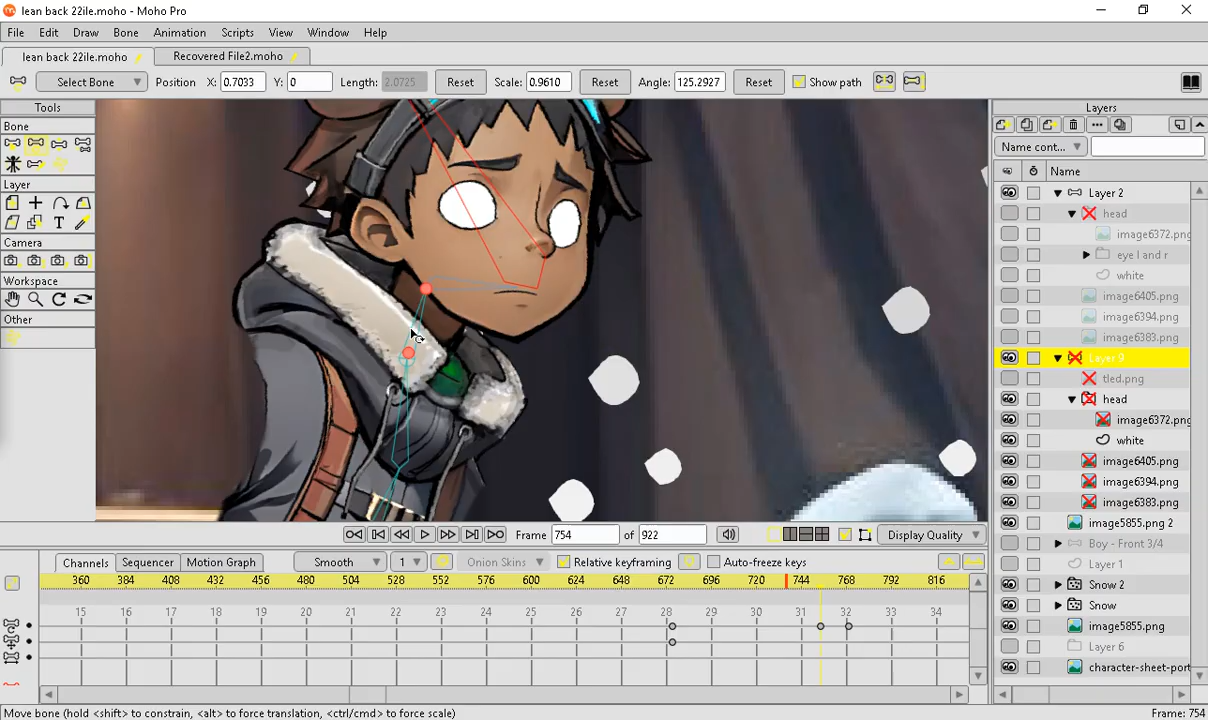 lean back 22ile.moho - Moho Pro
File Edit Draw Bone Animation Scripts View Window Help
lean back 22ile.moho Recovered File2.moho
Select Bone Position X: 0.7033 Y: 0 Length: 2.0725 Reset Scale: 0.9610 Reset Angle: 125.2927 Reset Show path
Tools
Bone
Layer
T
Camera
Workspace
Other
Layers
Name cont...
Name
Layer 2
head
image6372.png
eye l and r
white
image6405.png
image6394.png
image6383.png
Layer 9
tled.png
head
image6372.png
white
image6405.png
image6394.png
image6383.png
image5855.png 2
Boy - Front 3/4
Layer 1
Snow 2
Snow
image5855.png
Layer 6
character-sheet-port
Frame 754 of 922 Display Quality
Channels Sequencer Motion Graph Smooth 1 Onion Skins Relative keyframing Auto-freeze keys
360 384 408 432 456 480 504 528 552 576 600 624 648 672 696 720 744 768 792 816
15 16 17 18 19 20 21 22 23 24 25 26 27 28 29 30 31 32 33 34
Move bone (hold <shift> to constrain, <alt> to force translation, <ctrl/cmd> to force scale) Frame: 754